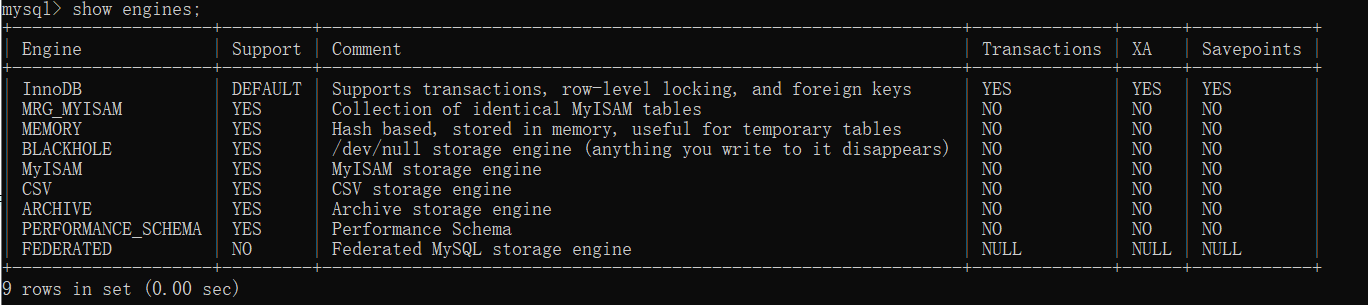 mysql> show engines;
Engine | Support | Comment | Transactions | XA | Savepoints
InnoDB | DEFAULT | Supports transactions, row-level locking, and foreign keys | YES | YES | YES
MRG_MYISAM | YES | Collection of identical MyISAM tables | NO | NO | NO
MEMORY | YES | Hash based, stored in memory, useful for temporary tables | NO | NO | NO
BLACKHOLE | YES | /dev/null storage engine (anything you write to it disappears) | NO | NO | NO
MyISAM | YES | MyISAM storage engine | NO | NO | NO
CSV | YES | CSV storage engine | NO | NO | NO
ARCHIVE | YES | Archive storage engine | NO | NO | NO
PERFORMANCE_SCHEMA | YES | Performance Schema | NO | NO | NO
FEDERATED | NO | Federated MySQL storage engine | NULL | NULL | NULL
9 rows in set (0.00 sec)